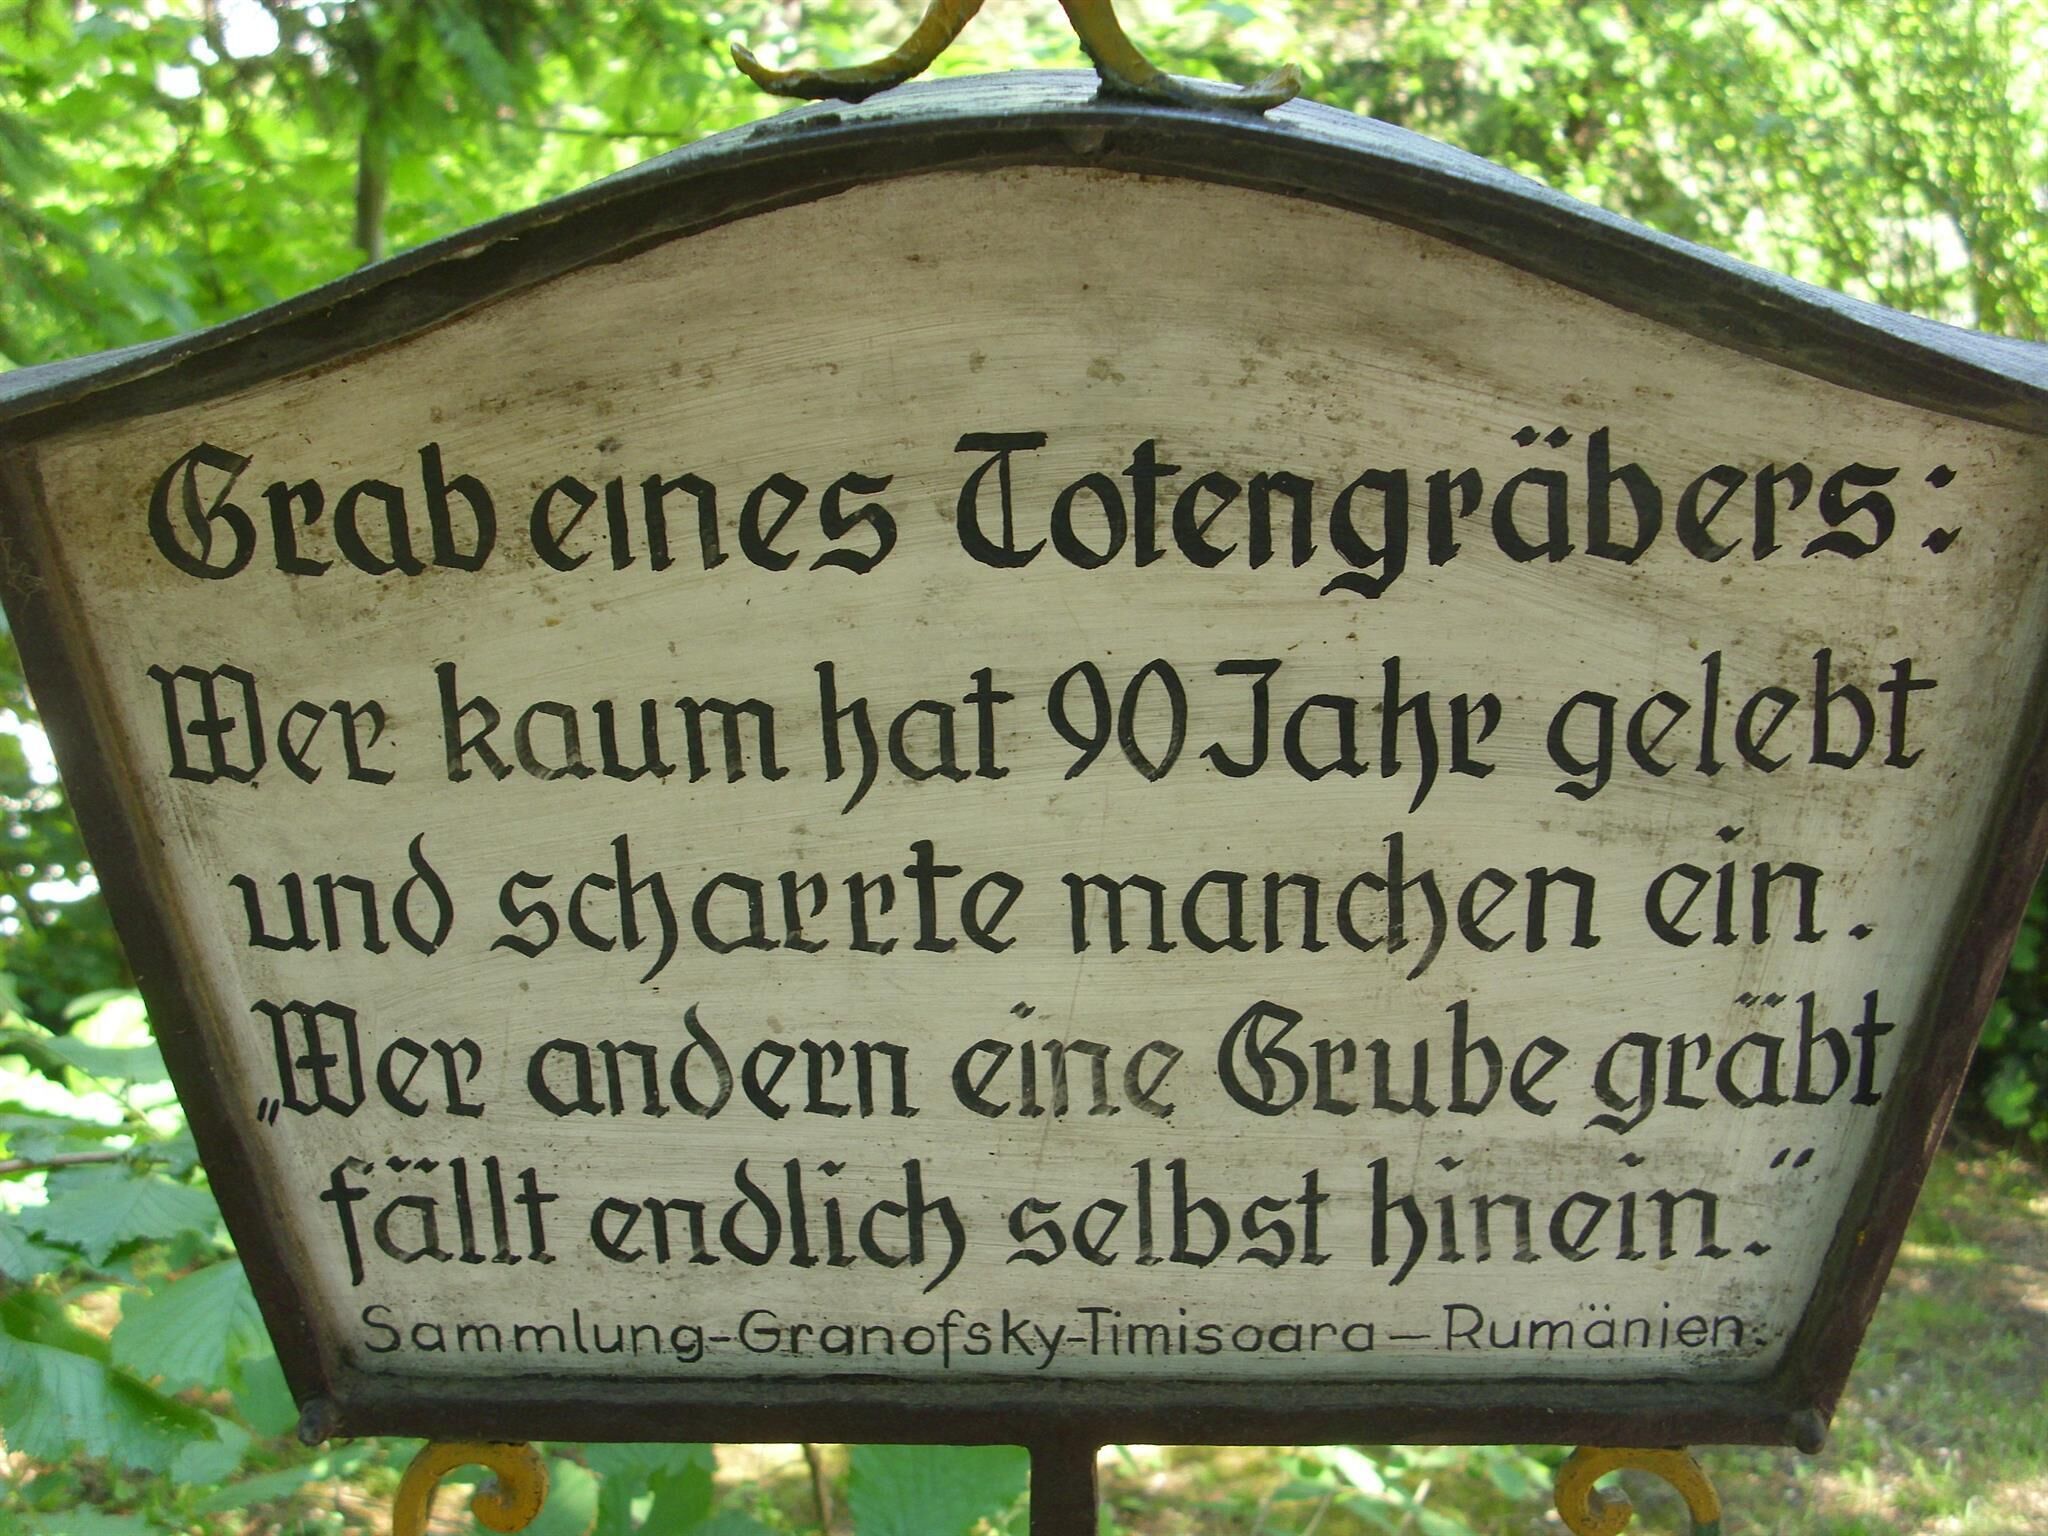 Grab eines Totengräbers:
Wer kaum hat 90 Jahr gelebt
und scharrte manchen ein.
„Wer andern eine Grube gräbt
fällt endlich selbst hinein.“
Sammlung-Granofsky-Timisoara-Rumänien.